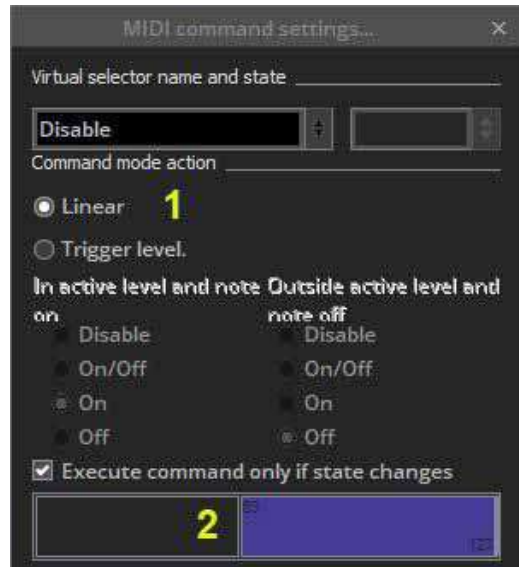 MIDI command settings... ×
Virtual selector name and state
Disable
Command mode action
Linear 1
Trigger level.
In active level and note on
Outside active level and note off
Disable Disable
On/Off On/Off
On On
Off Off
Execute command only if state changes
2
127